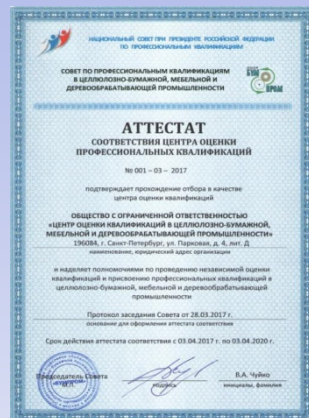 НАЦИОНАЛЬНЫЙ СОВЕТ ПРИ ПРЕЗИДЕНТЕ РОССИЙСКОЙ ФЕДЕРАЦИИ
ПО ПРОФЕССИОНАЛЬНЫМ КВАЛИФИКАЦИЯМ
СОВЕТ ПО ПРОФЕССИОНАЛЬНЫМ КВАЛИФИКАЦИЯМ
В ЦЕЛЛЮЛОЗНО-БУМАЖНОЙ, МЕБЕЛЬНОЙ И
ДЕРЕВООБРАБАТЫВАЮЩЕЙ ПРОМЫШЛЕННОСТИ
АТТЕСТАТ
СООТВЕТСТВИЯ ЦЕНТРА ОЦЕНКИ
ПРОФЕССИОНАЛЬНЫХ КВАЛИФИКАЦИЙ
№ 001 – 03 – 2017
подтверждает прохождение отбора в качестве
центра оценки квалификаций
ОБЩЕСТВО С ОГРАНИЧЕННОЙ ОТВЕТСТВЕННОСТЬЮ
«ЦЕНТР ОЦЕНКИ КВАЛИФИКАЦИЙ В ЦЕЛЛЮЛОЗНО-БУМАЖНОЙ,
МЕБЕЛЬНОЙ И ДЕРЕВООБРАБАТЫВАЮЩЕЙ ПРОМЫШЛЕННОСТИ»
196084, г. Санкт-Петербург, ул. Парковая, д. 4, лит. Д
наименование, юридический адрес организации
и наделяет полномочиями по проведению независимой оценки
квалификаций и присвоению профессиональных квалификаций в
целлюлозно-бумажной, мебельной и деревообрабатывающей
промышленности
Протокол заседания Совета от 28.03.2017 г.
основание для оформления аттестата соответствия
Срок действия аттестата соответствия с 03.04.2017 г. по 03.04.2020 г.
Председатель Совета
В.А. Чуйко
М.П.
подпись
инициалы, фамилия